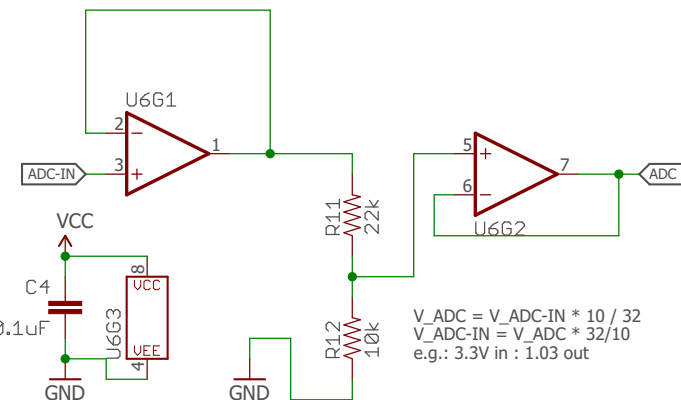 U6G1
2
3
1
ADC-IN
R11
22k
5
6
7
ADC
U6G2
VCC
C4
0.1uF
8
VCC
U6G3
VEE
4
GND
R12
10k
GND
V_ADC = V_ADC-IN * 10 / 32
V_ADC-IN = V_ADC * 32/10
e.g.: 3.3V in : 1.03 out